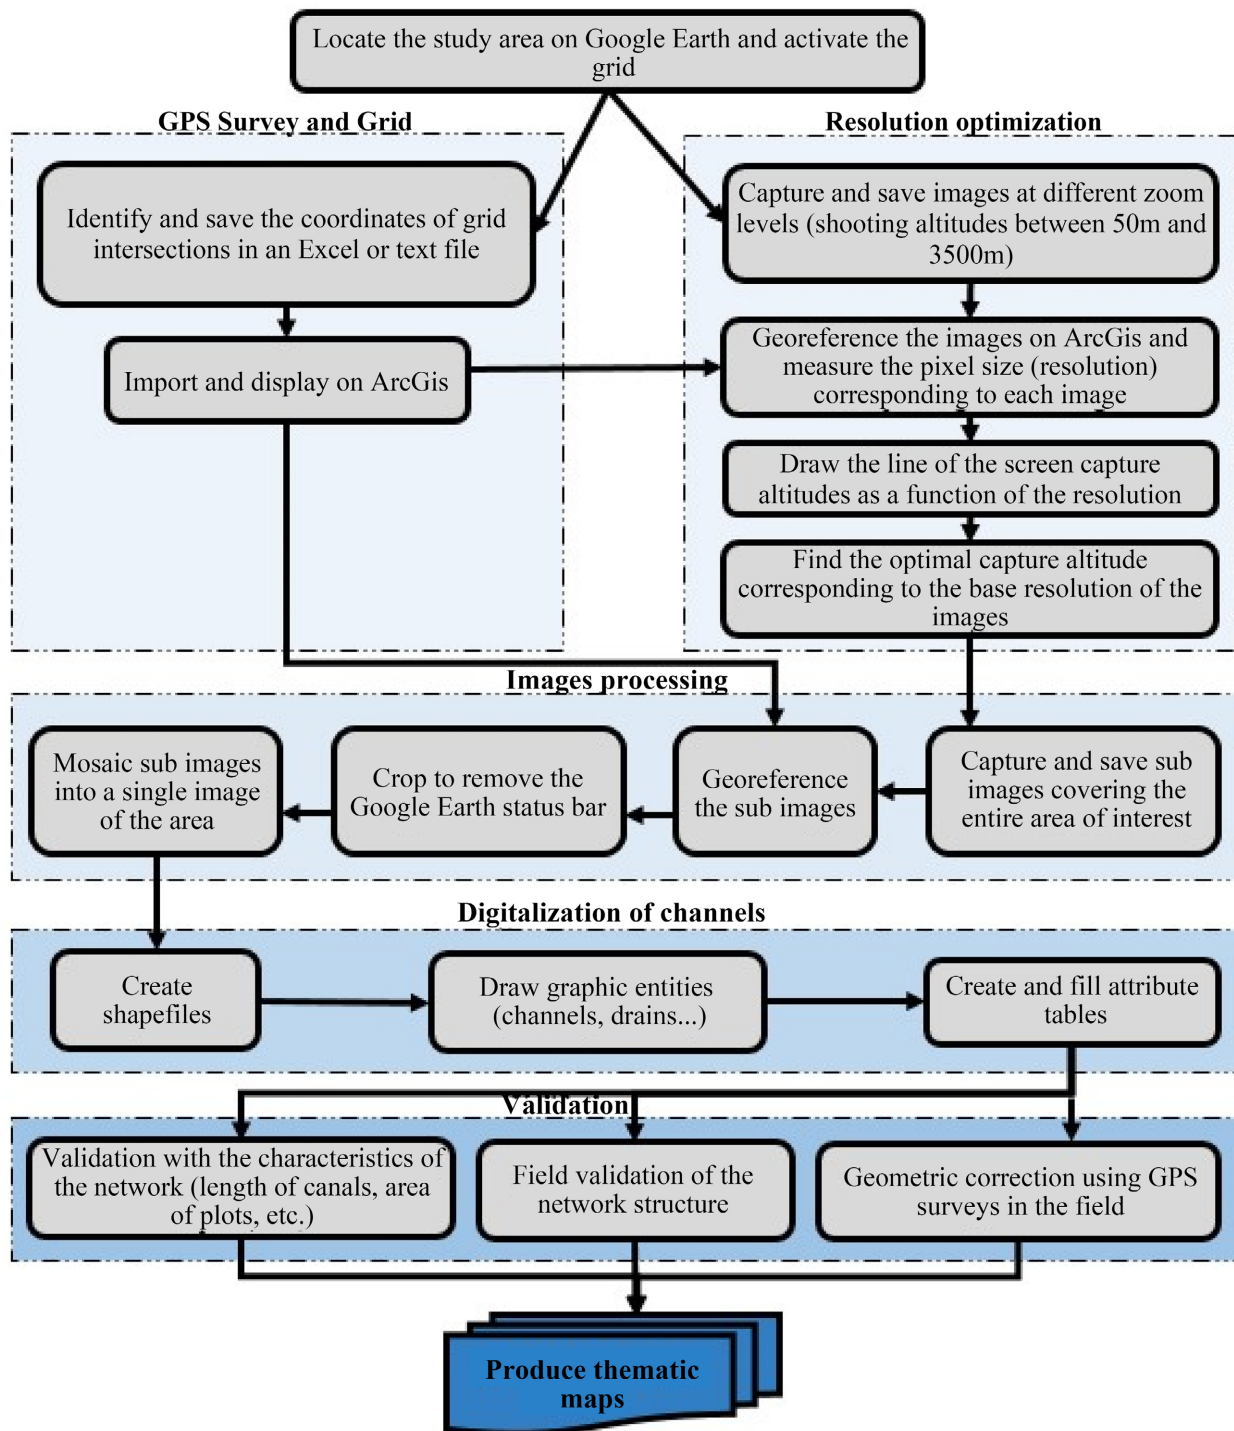 Locate the study area on Google Earth and activate the
grid
GPS Survey and Grid
Identify and save the coordinates of grid
intersections in an Excel or text file
Import and display on ArcGis
Resolution optimization
Capture and save images at different zoom
levels (shooting altitudes between 50m and
3500m)
Georeference the images on ArcGis and
measure the pixel size (resolution)
corresponding to each image
Draw the line of the screen capture
altitudes as a function of the resolution
Find the optimal capture altitude
corresponding to the base resolution of the
images
Images processing
Mosaic sub images
into a single image
of the area
Crop to remove the
Google Earth status bar
Georeference
the sub images
Capture and save sub
images covering the
entire area of interest
Digitalization of channels
Create
shapefiles
Draw graphic entities
(channels, drains...)
Create and fill attribute
tables
Validation
Validation with the characteristics of
the network (length of canals, area
of plots, etc.)
Field validation of the
network structure
Geometric correction using GPS
surveys in the field
Produce thematic
maps